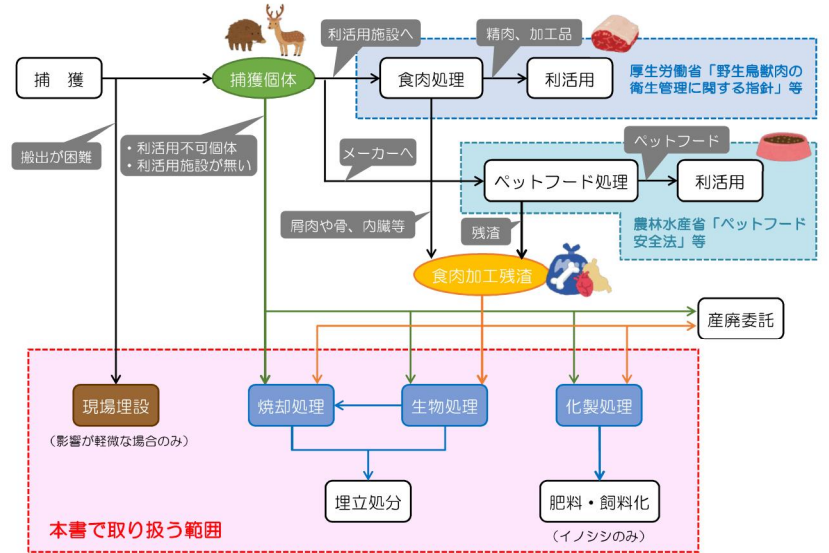 利活用施設へ
精肉、加工品
捕 獲
捕獲個体
食肉処理
利活用
厚生労働省「野生鳥獣肉の
衛生管理に関する指針」等
搬出が困難
・利活用不可個体
・利活用施設が無い
メーカーへ
ペットフード
ペットフード処理
利活用
屑肉や骨、内臓等
残渣
農林水産省「ペットフード
安全法」等
食肉加工残渣
産廃委託
現場埋設
(影響が軽微な場合のみ)
焼却処理
生物処理
化製処理
埋立処分
肥料・飼料化
(イノシシのみ)
本書で取り扱う範囲